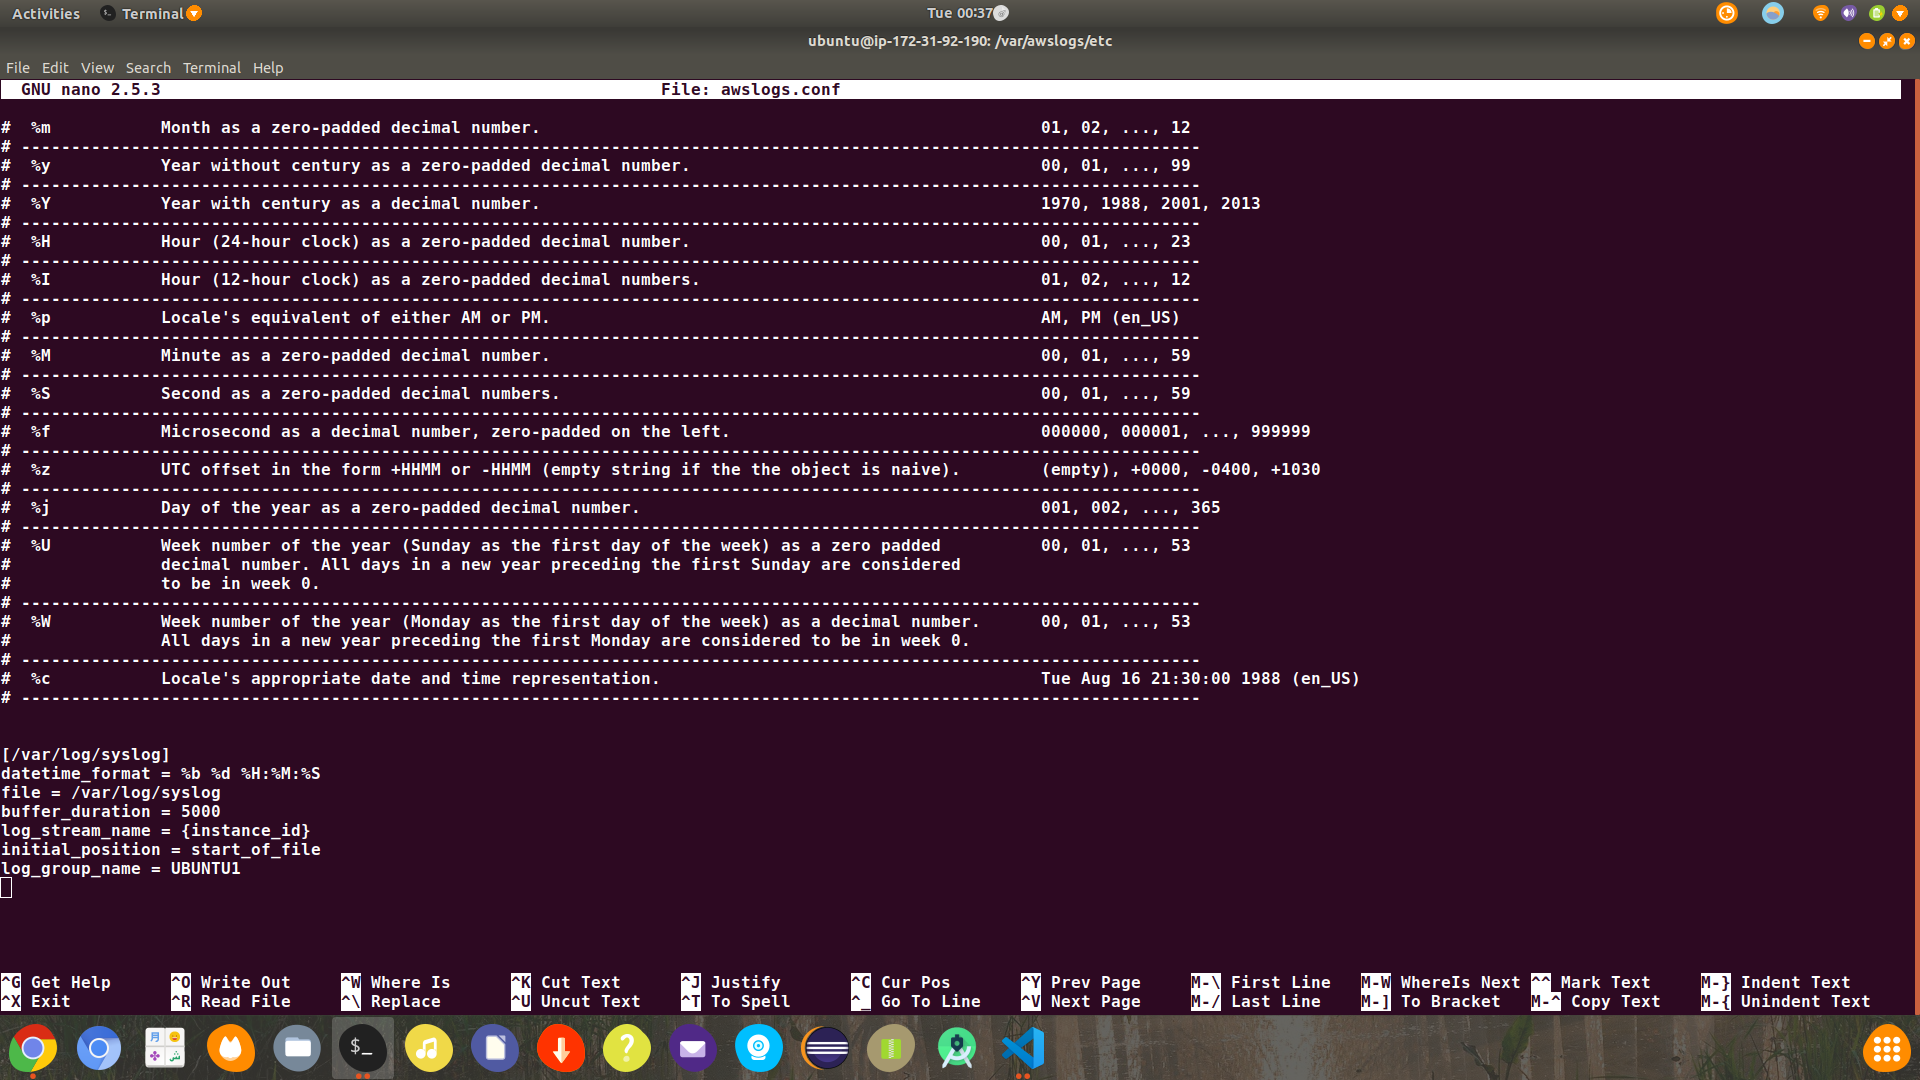 Activities Terminal Tue 00:37
ubuntu@ip-172-31-92-190: /var/awslogs/etc
File Edit View Search Terminal Help
GNU nano 2.5.3 File: awslogs.conf
# %m Month as a zero-padded decimal number. 01, 02, ..., 12
# ----------------------------------------------------------------------------------------------------------------------
# %y Year without century as a zero-padded decimal number. 00, 01, ..., 99
# ----------------------------------------------------------------------------------------------------------------------
# %Y Year with century as a decimal number. 1970, 1988, 2001, 2013
# ----------------------------------------------------------------------------------------------------------------------
# %H Hour (24-hour clock) as a zero-padded decimal number. 00, 01, ..., 23
# ----------------------------------------------------------------------------------------------------------------------
# %I Hour (12-hour clock) as a zero-padded decimal numbers. 01, 02, ..., 12
# ----------------------------------------------------------------------------------------------------------------------
# %p Locale's equivalent of either AM or PM. AM, PM (en_US)
# ----------------------------------------------------------------------------------------------------------------------
# %M Minute as a zero-padded decimal number. 00, 01, ..., 59
# ----------------------------------------------------------------------------------------------------------------------
# %S Second as a zero-padded decimal numbers. 00, 01, ..., 59
# ----------------------------------------------------------------------------------------------------------------------
# %f Microsecond as a decimal number, zero-padded on the left. 000000, 000001, ..., 999999
# ----------------------------------------------------------------------------------------------------------------------
# %z UTC offset in the form +HHMM or -HHMM (empty string if the the object is naive). (empty), +0000, -0400, +1030
# ----------------------------------------------------------------------------------------------------------------------
# %j Day of the year as a zero-padded decimal number. 001, 002, ..., 365
# ----------------------------------------------------------------------------------------------------------------------
# %U Week number of the year (Sunday as the first day of the week) as a zero padded 00, 01, ..., 53
# decimal number. All days in a new year preceding the first Sunday are considered
# to be in week 0.
# ----------------------------------------------------------------------------------------------------------------------
# %W Week number of the year (Monday as the first day of the week) as a decimal number. 00, 01, ..., 53
# All days in a new year preceding the first Monday are considered to be in week 0.
# ----------------------------------------------------------------------------------------------------------------------
# %c Locale's appropriate date and time representation. Tue Aug 16 21:30:00 1988 (en_US)
# ----------------------------------------------------------------------------------------------------------------------
[/var/log/syslog]
datetime_format = %b %d %H:%M:%S
file = /var/log/syslog
buffer_duration = 5000
log_stream_name = {instance_id}
initial_position = start_of_file
log_group_name = UBUNTU1
^G Get Help ^O Write Out ^W Where Is ^K Cut Text ^J Justify ^C Cur Pos ^Y Prev Page M-\ First Line M-W WhereIs Next ^^ Mark Text M-} Indent Text
^X Exit ^R Read File ^\ Replace ^U Uncut Text ^T To Spell ^_ Go To Line ^V Next Page M-/ Last Line M-] To Bracket M-^ Copy Text M-{ Unindent Text